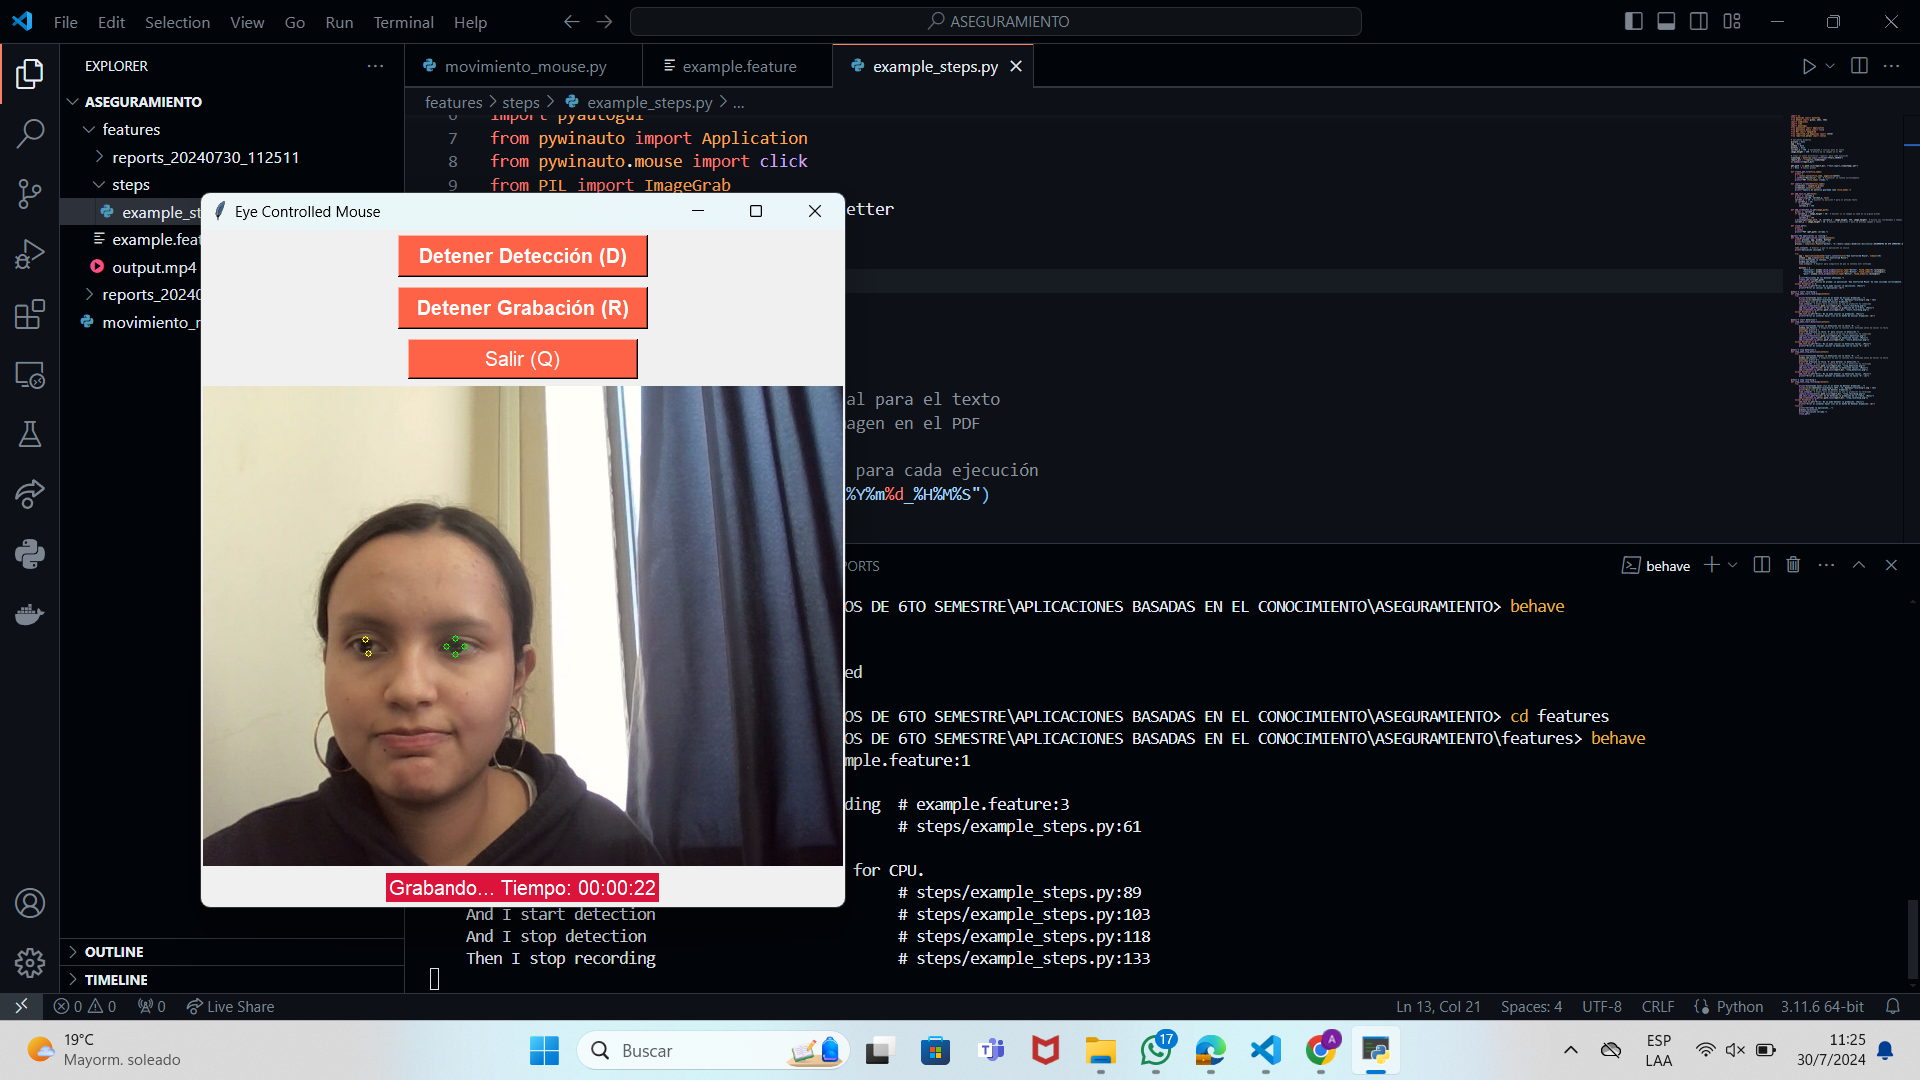 File Edit Selection View Go Run Terminal Help
ASEGURAMIENTO
EXPLORER
ASEGURAMIENTO
features
reports_20240730_112511
steps
example_st
example.feat
output.mp4
reports_2024
movimiento_r
OUTLINE
TIMELINE
movimiento_mouse.py
example.feature
example_steps.py
features > steps > example_steps.py > ...
6 import pyautogui
7 from pywinauto import Application
8 from pywinauto.mouse import click
9 from PIL import ImageGrab
etter
al para el texto
agen en el PDF
para cada ejecución
%Y%m%d_%H%M%S")
Eye Controlled Mouse
Detener Detección (D)
Detener Grabación (R)
Salir (Q)
Grabando... Tiempo: 00:00:22
PORTS
behave
OS DE 6TO SEMESTRE\APLICACIONES BASADAS EN EL CONOCIMIENTO\ASEGURAMIENTO> behave
ed
OS DE 6TO SEMESTRE\APLICACIONES BASADAS EN EL CONOCIMIENTO\ASEGURAMIENTO> cd features
OS DE 6TO SEMESTRE\APLICACIONES BASADAS EN EL CONOCIMIENTO\ASEGURAMIENTO\features> behave
mple.feature:1
ding # example.feature:3
# steps/example_steps.py:61
for CPU.
# steps/example_steps.py:89
And I start detection # steps/example_steps.py:103
And I stop detection # steps/example_steps.py:118
Then I stop recording # steps/example_steps.py:133
0 0 0 Live Share
Ln 13, Col 21 Spaces: 4 UTF-8 CRLF Python 3.11.6 64-bit
19°C
Mayorm. soleado
Buscar
17
A
ESP
LAA
11:25
30/7/2024